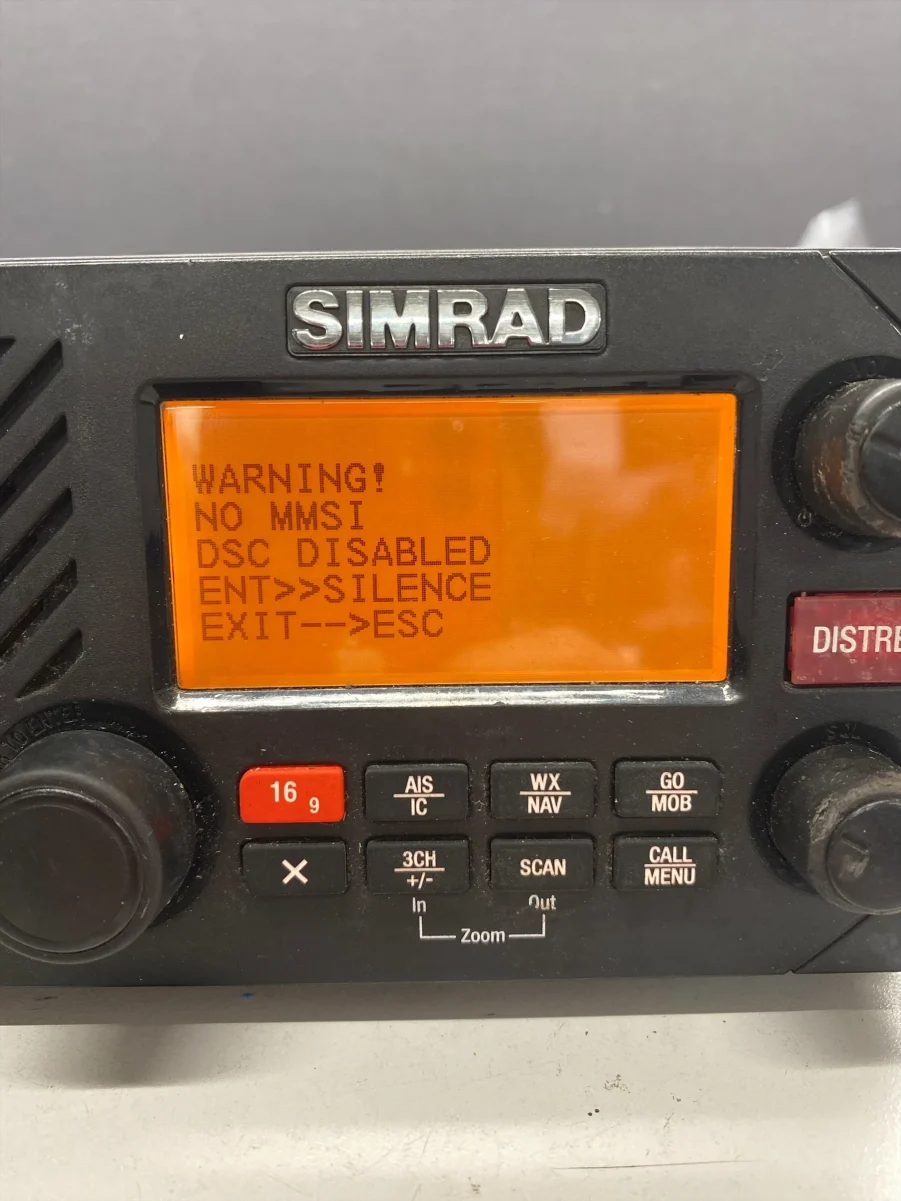 SIMRAD
WARNING!
NO MMSI
DSC DISABLED
ENT>>SILENCE
EXIT-->ESC
DISTRE
16 9
AIS
IC
WX
NAV
GO
MOB
X
3CH
+/-
SCAN
CALL
MENU
In
Out
Zoom